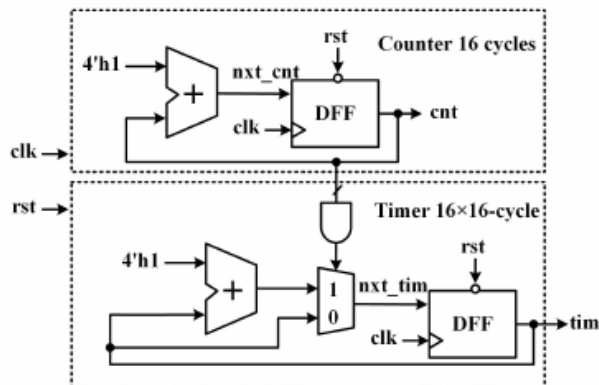 rst
Counter 16 cycles
4'h1
nxt_cnt
+
DFF
cnt
clk
clk
rst
Timer 16×16-cycle
rst
4'h1
nxt_tim
+
1
0
DFF
tim
clk